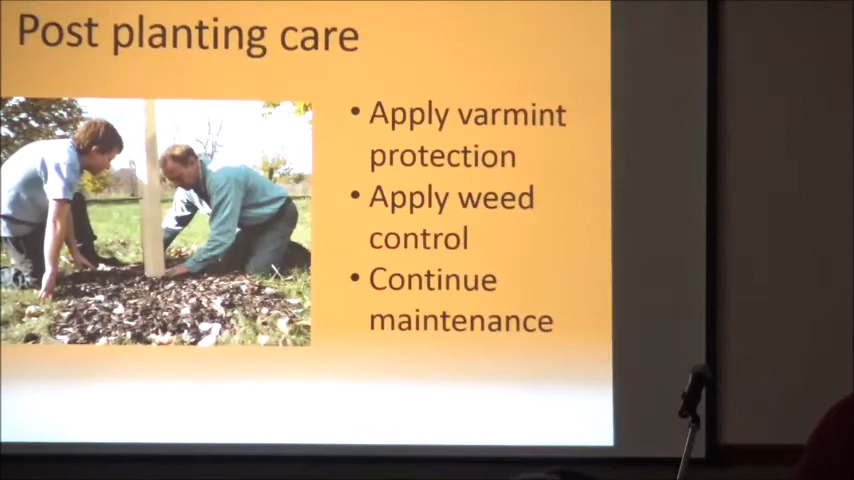 Post planting care
• Apply varmint
protection
• Apply weed
control
• Continue
maintenance